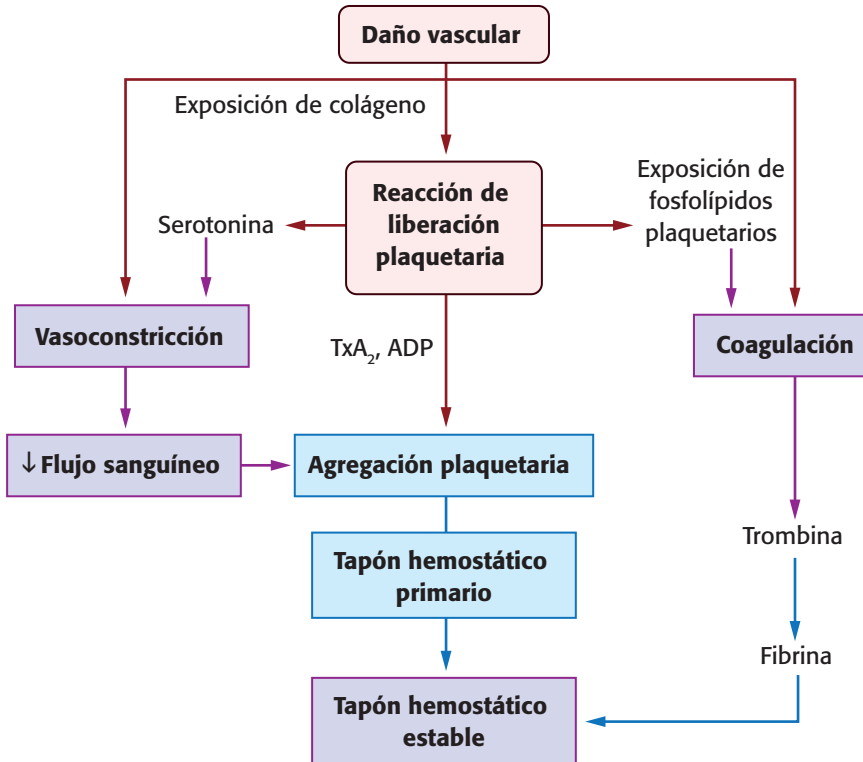 Daño vascular
Exposición de colágeno
Reacción de
liberación
plaquetaria
Serotonina
Exposición de
fosfolípidos
plaquetarios
Vasoconstricción
TxA₂, ADP
Coagulación
↓ Flujo sanguíneo
Agregación plaquetaria
Tapón hemostático
primario
Trombina
Fibrina
Tapón hemostático
estable